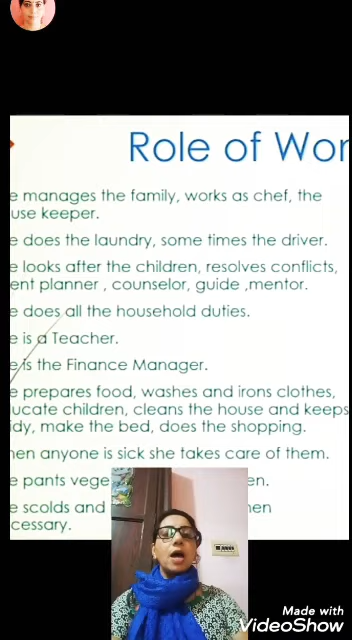 Role of Wor
e manages the family, works as chef, the
use keeper.
e does the laundry, some times the driver.
e looks after the children, resolves conflicts,
ent planner , counselor, guide ,mentor.
e does all the household duties.
e is a Teacher.
e is the Finance Manager.
e prepares food, washes and irons clothes,
ucate children, cleans the house and keeps
idy, make the bed, does the shopping.
hen anyone is sick she takes care of them.
e pants vege en.
e scolds and hen
cessary.
Made with
VideoShow